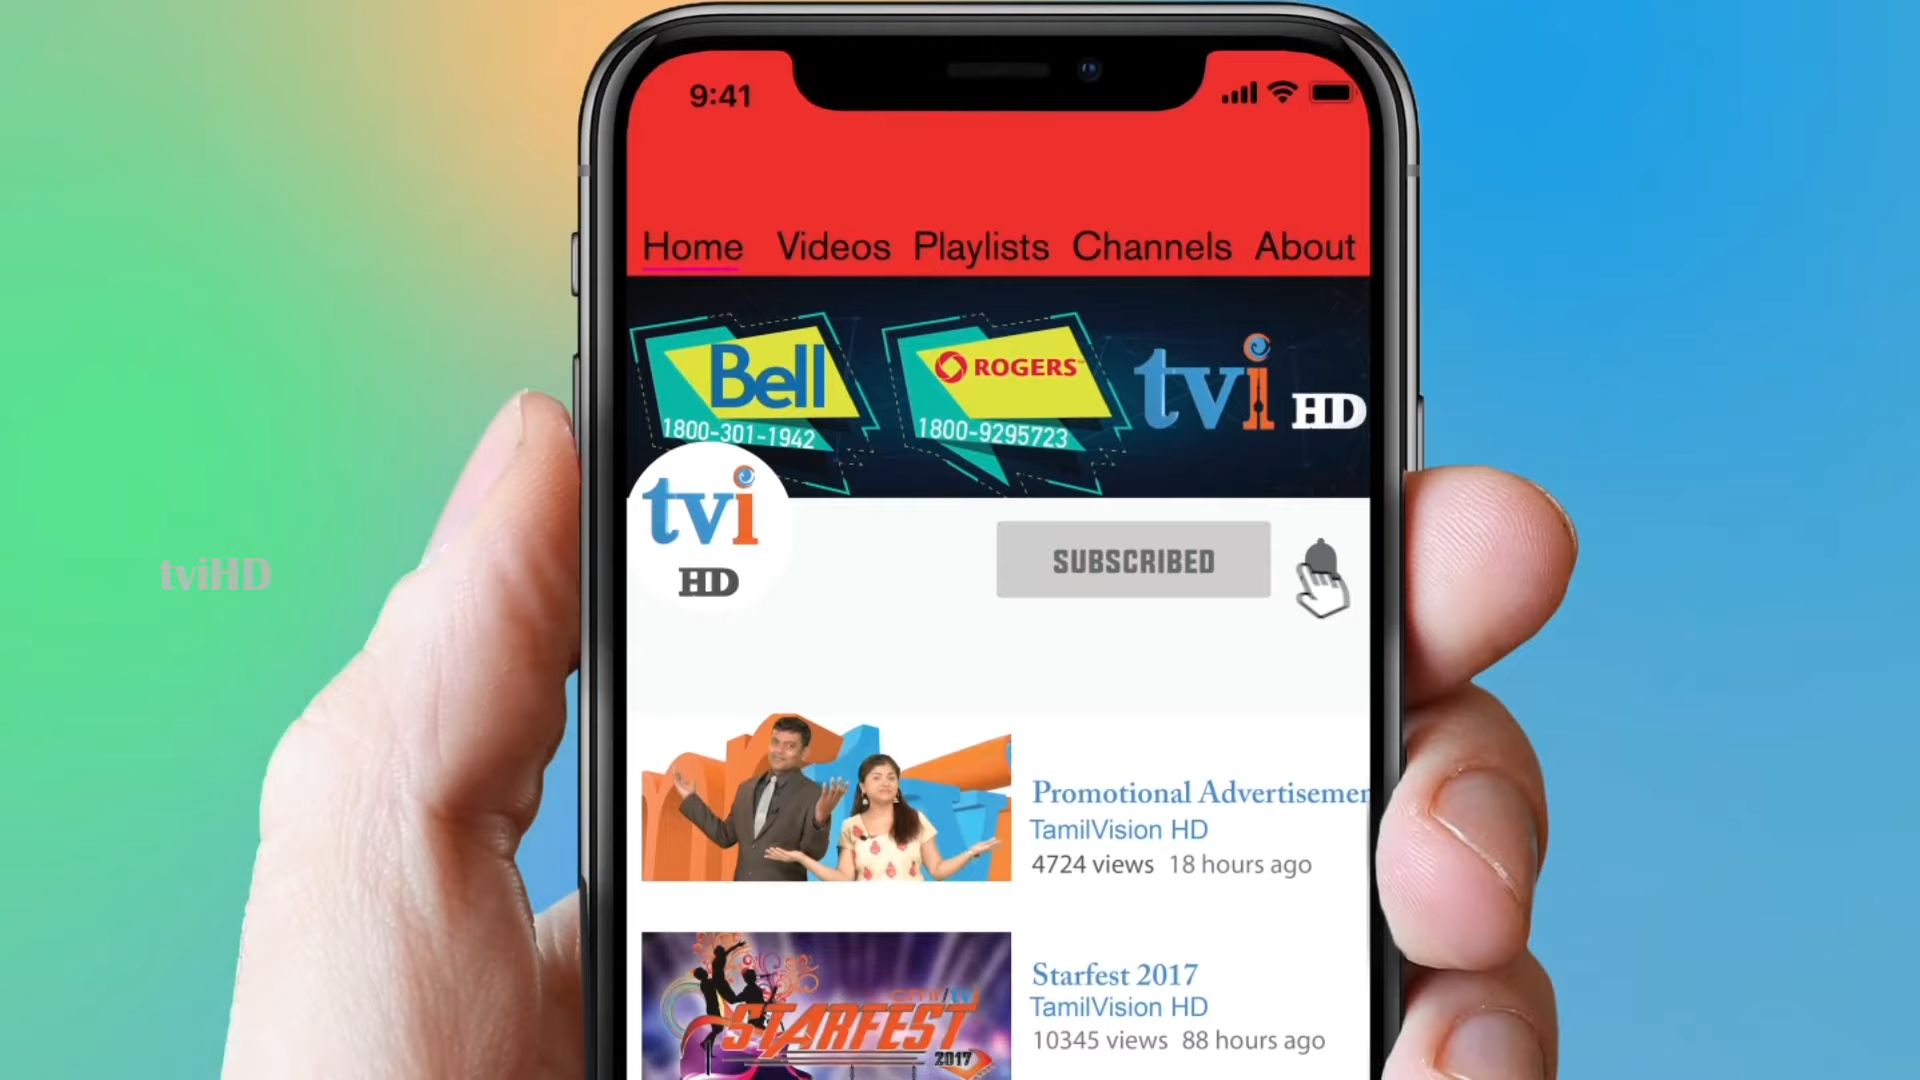 9:41
Home Videos Playlists Channels About
Bell
1800-301-1942
ROGERS
1800-9295723
tvi HD
tvi
HD
SUBSCRIBED
tviHD
Promotional Advertisemen
TamilVision HD
4724 views 18 hours ago
Starfest 2017
TamilVision HD
10345 views 88 hours ago
cmr/tvi
STARFEST
2017